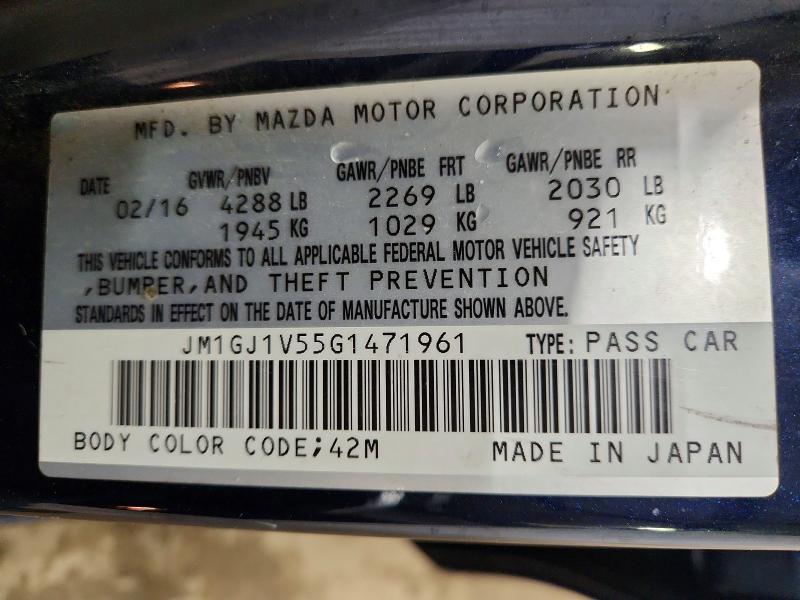 MFD. BY MAZDA MOTOR CORPORATION
DATE GVWR/PNBV GAWR/PNBE FRT GAWR/PNBE RR
02/16 4288 LB 2269 LB 2030 LB
1945 KG 1029 KG 921 KG
THIS VEHICLE CONFORMS TO ALL APPLICABLE FEDERAL MOTOR VEHICLE SAFETY
,BUMPER,AND THEFT PREVENTION
STANDARDS IN EFFECT ON THE DATE OF MANUFACTURE SHOWN ABOVE.
JM1GJ1V55G1471961 TYPE: PASS CAR
BODY COLOR CODE;42M MADE IN JAPAN